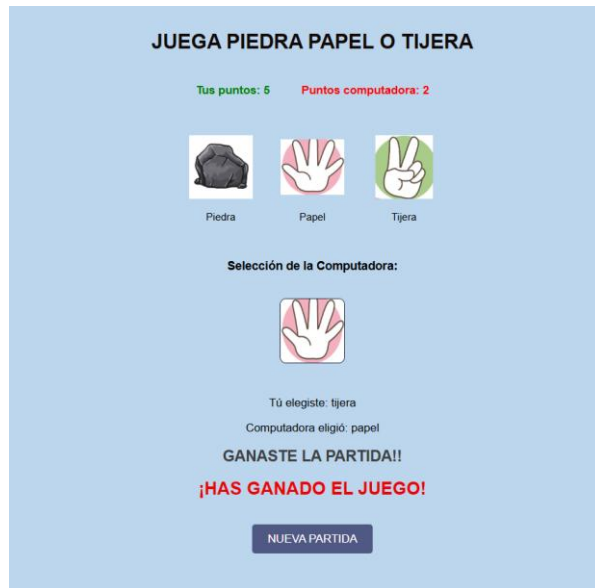 JUEGA PIEDRA PAPEL O TIJERA
Tus puntos: 5 Puntos computadora: 2
Piedra Papel Tijera
Selección de la Computadora:
Tú elegiste: tijera
Computadora eligió: papel
GANASTE LA PARTIDA!!
¡HAS GANADO EL JUEGO!
NUEVA PARTIDA